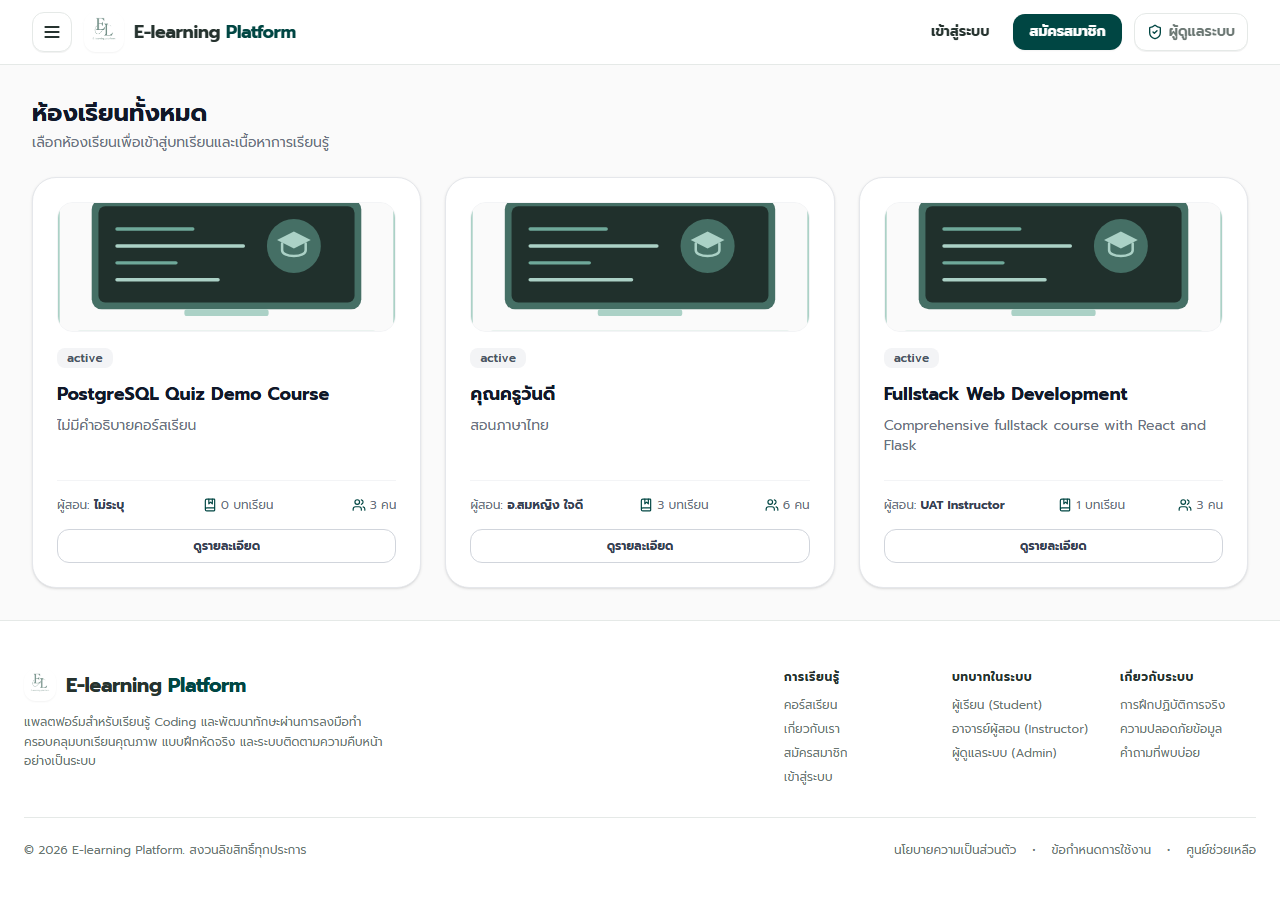 EL
E-learning Platform
เข้าสู่ระบบ
สมัครสมาชิก
ผู้ดูแลระบบ
ห้องเรียนทั้งหมด
เลือกห้องเรียนเพื่อเข้าสู่บทเรียนและเนื้อหาการเรียนรู้
active
PostgreSQL Quiz Demo Course
ไม่มีคำอธิบายคอร์สเรียน
ผู้สอน: ไม่ระบุ
0 บทเรียน
3 คน
ดูรายละเอียด
active
คุณครูวันดี
สอนภาษาไทย
ผู้สอน: อ.สมหญิง ใจดี
3 บทเรียน
6 คน
ดูรายละเอียด
active
Fullstack Web Development
Comprehensive fullstack course with React and
Flask
ผู้สอน: UAT Instructor
1 บทเรียน
3 คน
ดูรายละเอียด
EL
E-learning Platform
แพลตฟอร์มสำหรับเรียนรู้ Coding และพัฒนาทักษะผ่านการลงมือทำ
ครอบคลุมบทเรียนคุณภาพ แบบฝึกหัดจริง และระบบติดตามความคืบหน้า
อย่างเป็นระบบ
การเรียนรู้
คอร์สเรียน
เกี่ยวกับเรา
สมัครสมาชิก
เข้าสู่ระบบ
บทบาทในระบบ
ผู้เรียน (Student)
อาจารย์ผู้สอน (Instructor)
ผู้ดูแลระบบ (Admin)
เกี่ยวกับระบบ
การฝึกปฏิบัติการจริง
ความปลอดภัยข้อมูล
คำถามที่พบบ่อย
© 2026 E-learning Platform. สงวนลิขสิทธิ์ทุกประการ
นโยบายความเป็นส่วนตัว • ข้อกำหนดการใช้งาน • ศูนย์ช่วยเหลือ